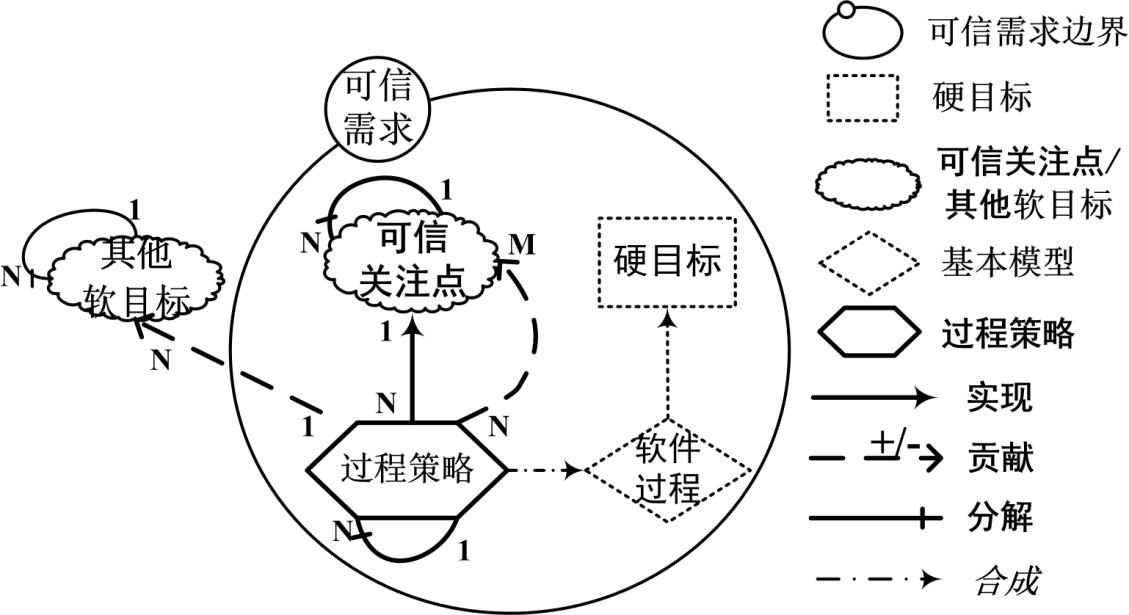 可信
需求
1
N
其他
软目标
N
1
1
N
可信
关注点
M
1
N
N
过程策略
N
1
硬目标
软件
过程
可信需求边界
硬目标
可信关注点/
其他软目标
基本模型
过程策略
实现
+/-
贡献
分解
合成